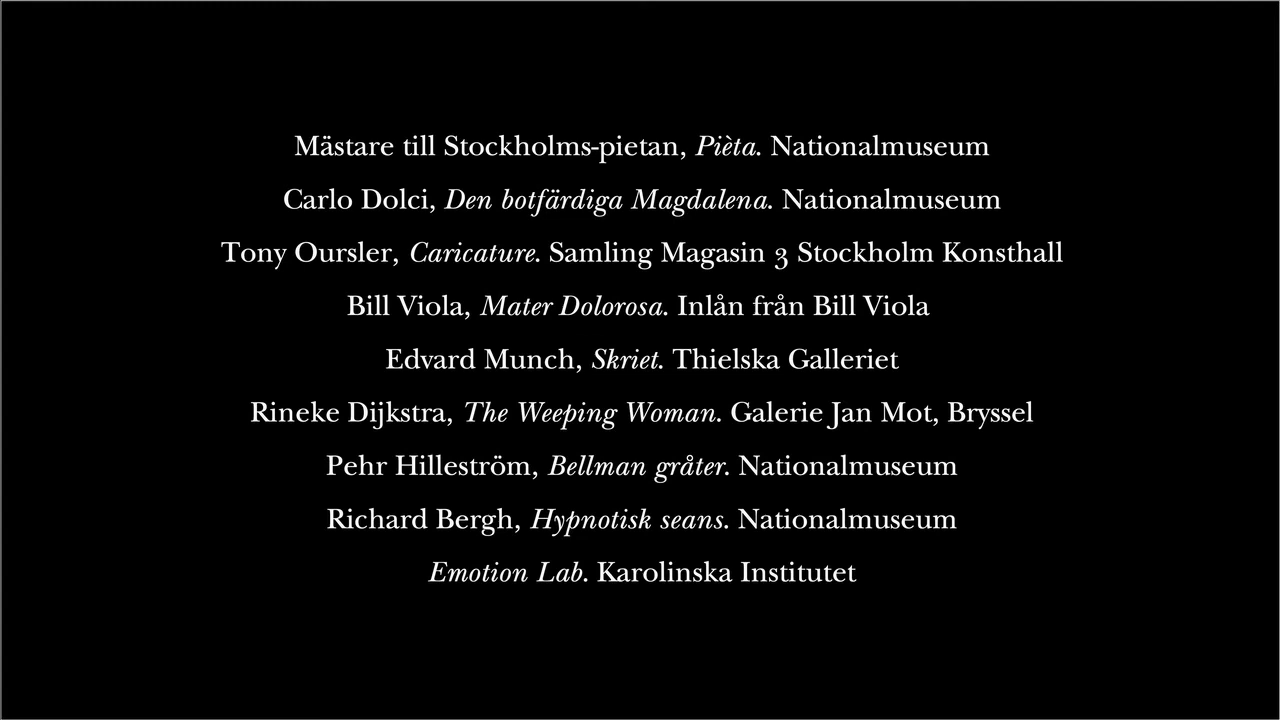 Mästare till Stockholms-pietan, Pièta. Nationalmuseum
Carlo Dolci, Den botfärdiga Magdalena. Nationalmuseum
Tony Oursler, Caricature. Samling Magasin 3 Stockholm Konsthall
Bill Viola, Mater Dolorosa. Inlån från Bill Viola
Edvard Munch, Skriet. Thielska Galleriet
Rineke Dijkstra, The Weeping Woman. Galerie Jan Mot, Bryssel
Pehr Hilleström, Bellman gråter. Nationalmuseum
Richard Bergh, Hypnotisk seans. Nationalmuseum
Emotion Lab. Karolinska Institutet